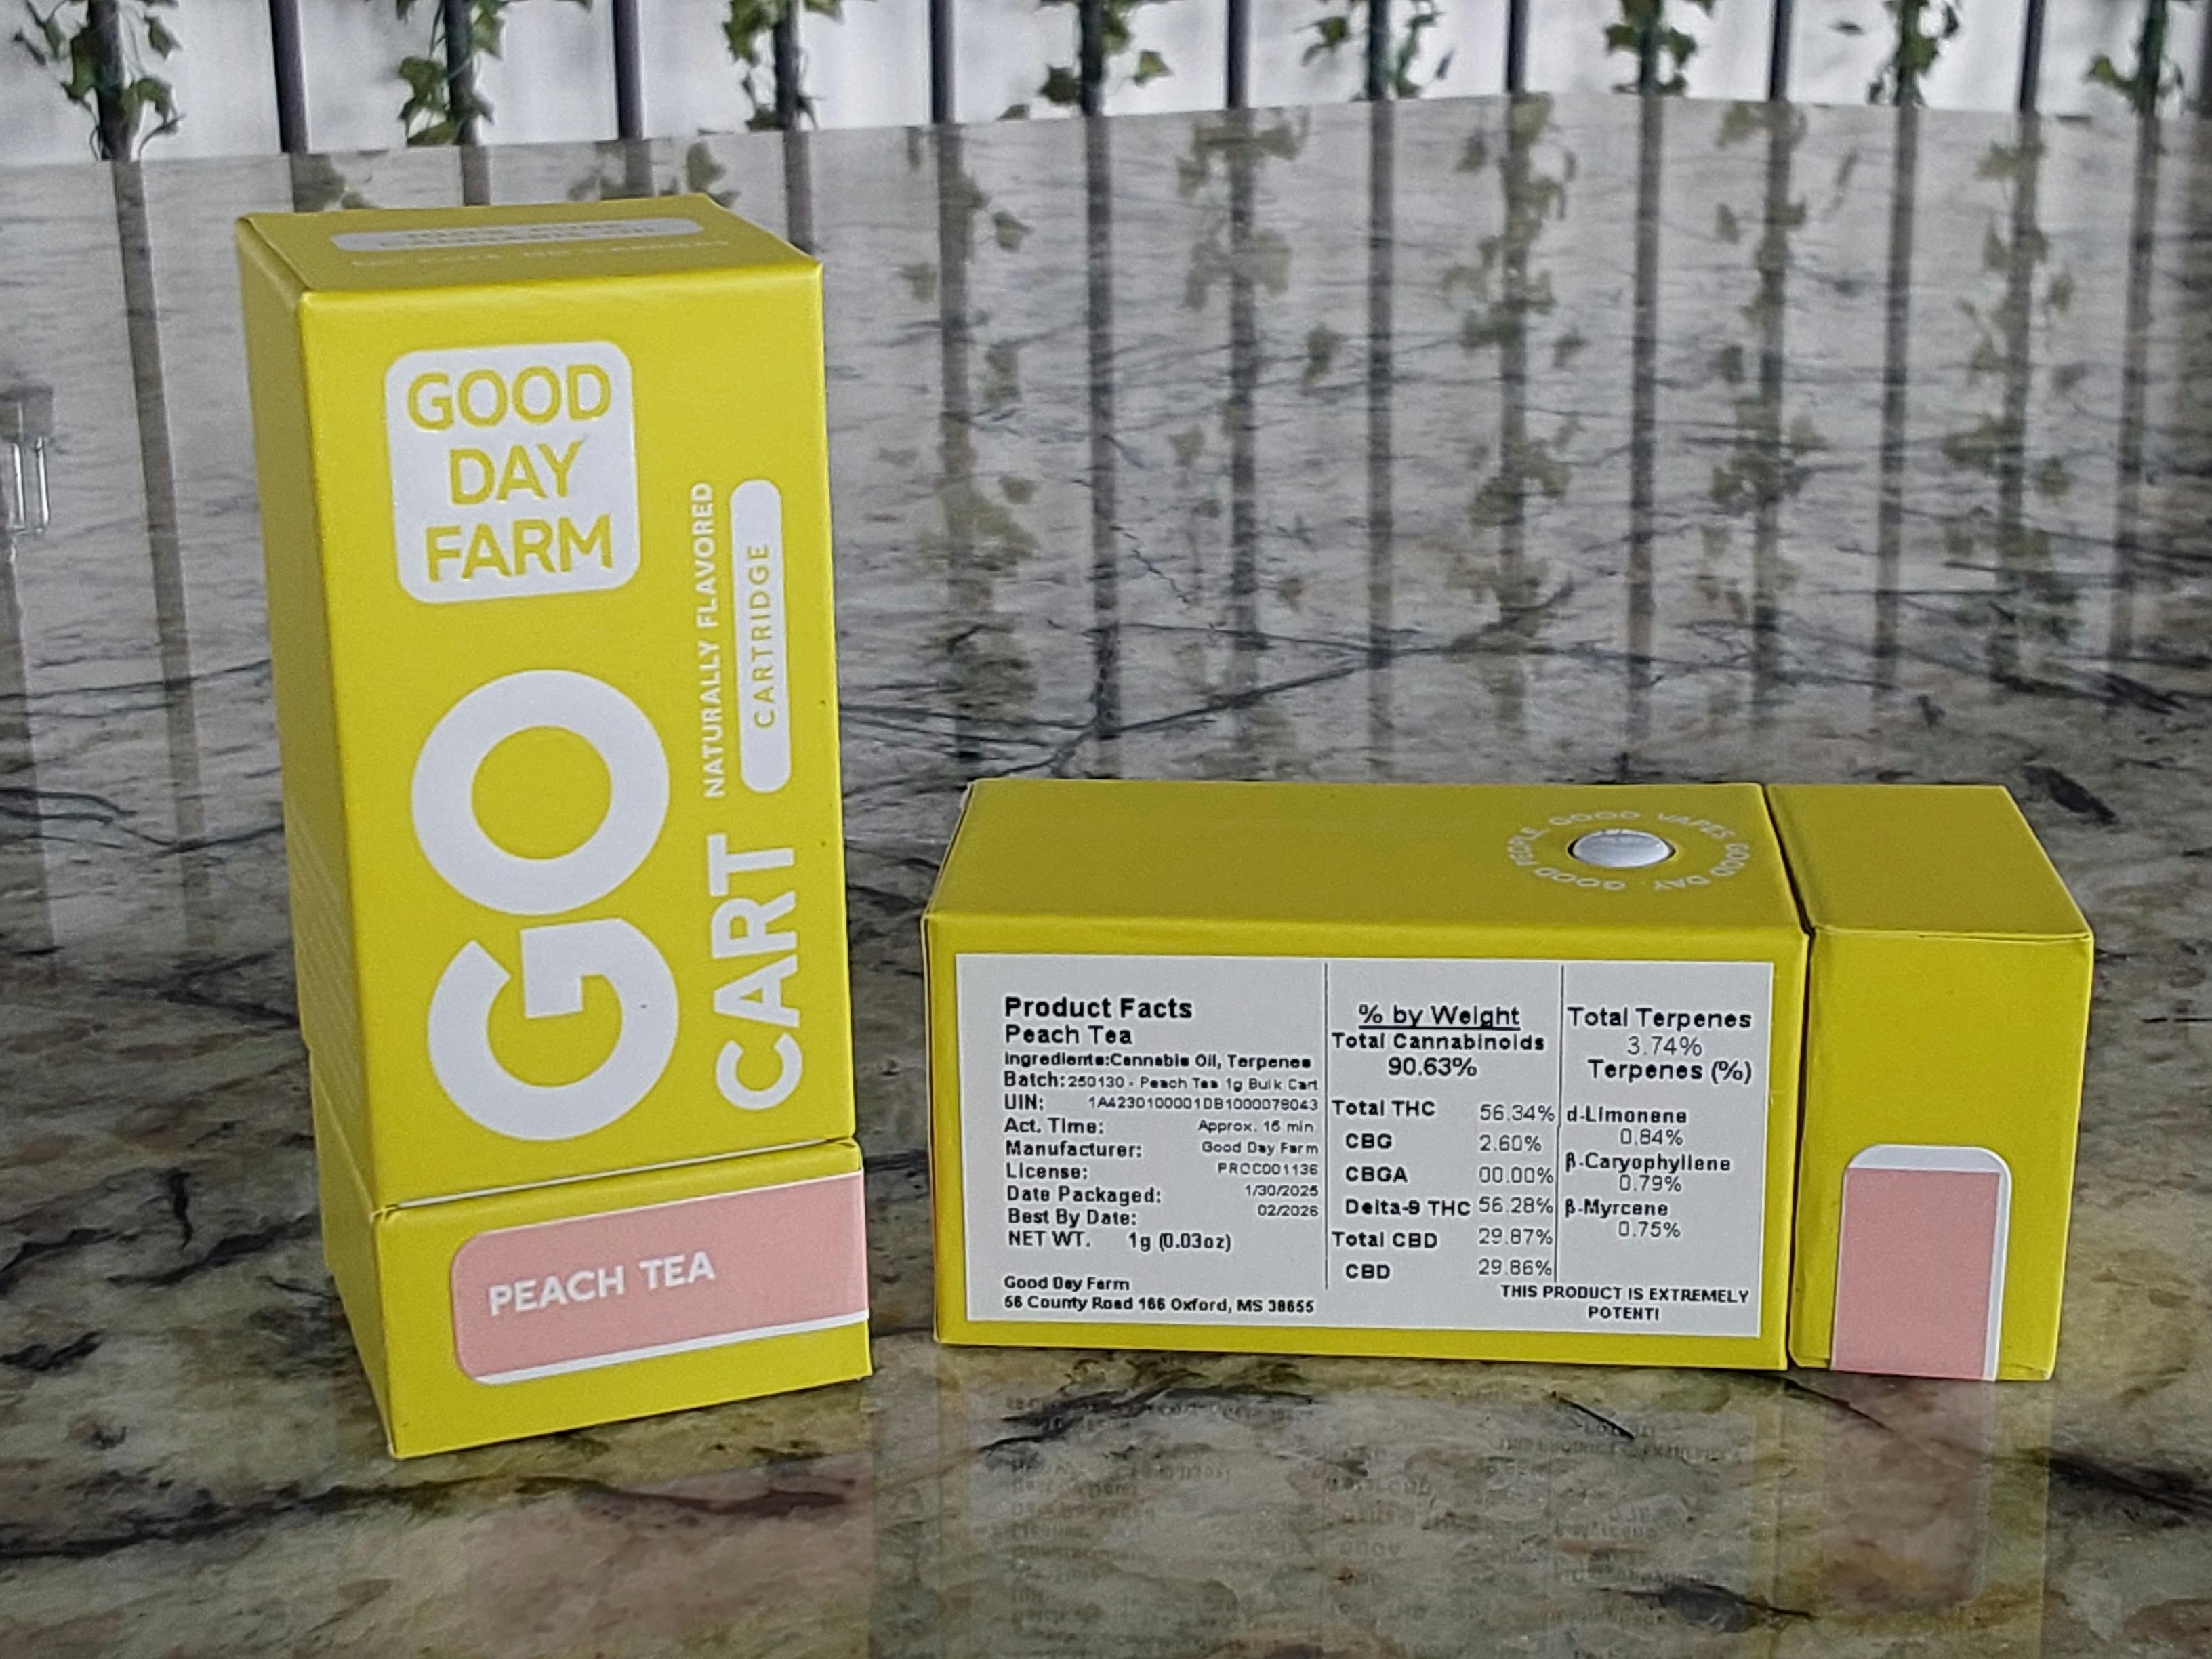 GOOD
DAY
FARM
GO
CART
NATURALLY FLAVORED
CARTRIDGE
PEACH TEA
GOOD PEOPLE GOOD VAPES GOOD DAY.
Product Facts
Peach Tea
Ingredients:Cannabis Oil, Terpenes
Batch: 250130 - Peach Tea 1g Bulk Cart
UIN: 1A4230100001DB1000078043
Act. Time: Approx. 15 min
Manufacturer: Good Day Farm
License: PROC001136
Date Packaged: 1/30/2025
Best By Date: 02/2026
NET WT. 1g (0.03oz)
Good Day Farm
56 County Road 166 Oxford, MS 38655
% by Weight
Total Cannabinoids
90.63%
Total THC 56.34%
CBG 2.60%
CBGA 00.00%
Delta-9 THC 56.28%
Total CBD 29.87%
CBD 29.86%
Total Terpenes
3.74%
Terpenes (%)
d-Limonene
0.84%
β-Caryophyllene
0.79%
β-Myrcene
0.75%
THIS PRODUCT IS EXTREMELY
POTENT!